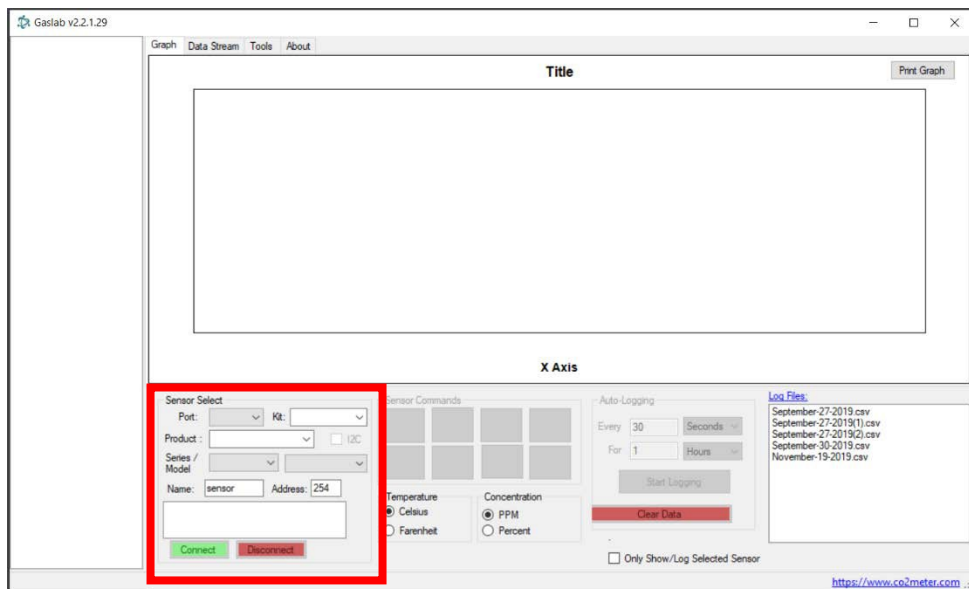 Gaslab v2.2.1.29
Graph Data Stream Tools About
Title
Print Graph
X Axis
Sensor Select
Port:
Kit:
Product :
I2C
Series /
Model
Name: sensor Address: 254
Connect Disconnect
Sensor Commands
Temperature
Celsius
Farenheit
Concentration
PPM
Percent
Auto-Logging
Every 30 Seconds
For 1 Hours
Start Logging
Clear Data
Only Show/Log Selected Sensor
Log Files:
September-27-2019.csv
September-27-2019(1).csv
September-27-2019(2).csv
September-30-2019.csv
November-19-2019.csv
https://www.co2meter.com